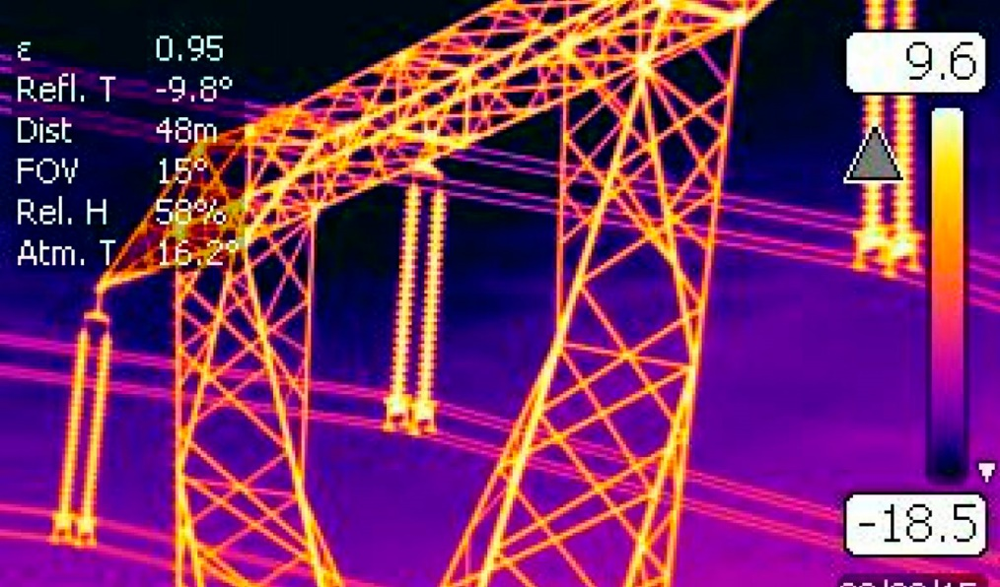 ε 0.95
Refl. T -9.8°
Dist 48m
FOV 15°
Rel. H 58%
Atm. T 16.2°
9.6
-18.5